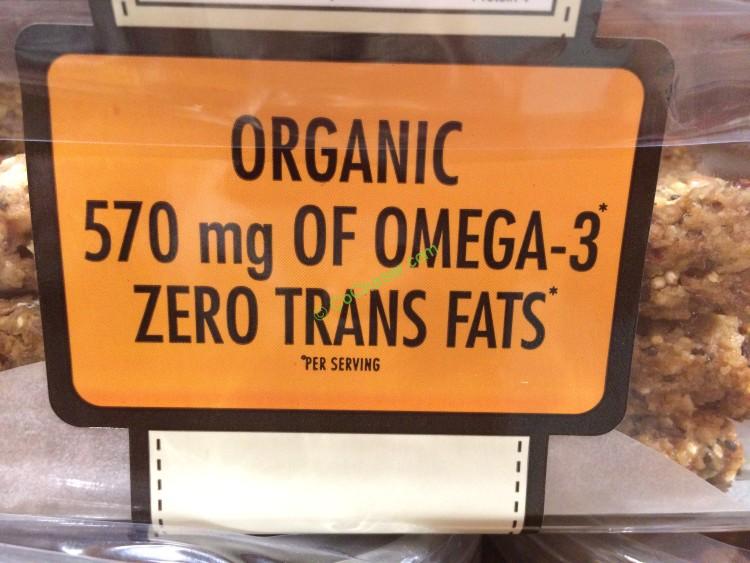 ORGANIC
570 mg OF OMEGA-3*
ZERO TRANS FATS*
*PER SERVING